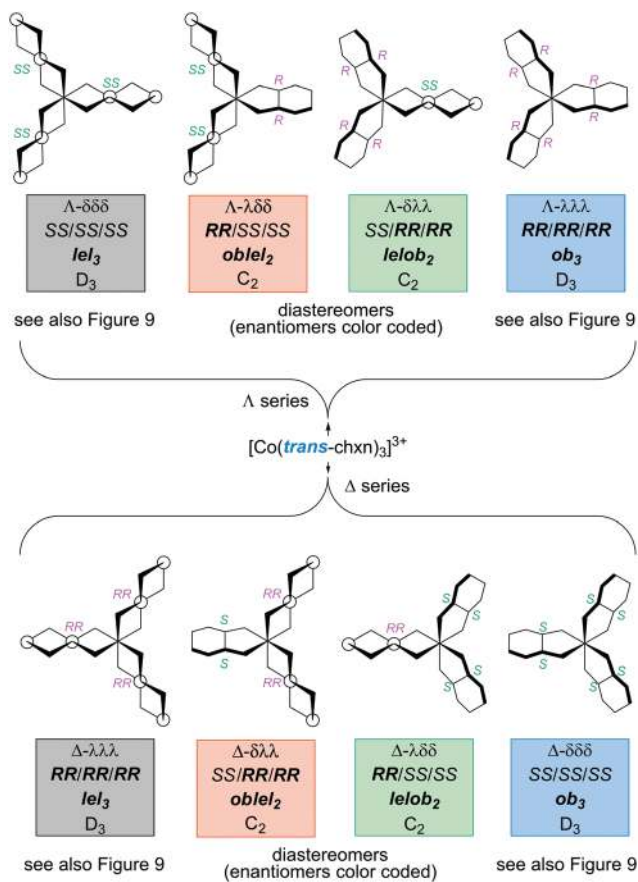 SS
SS
SS
SS
SS
R
R
R
R
SS
R
R
R
R
R
R
R
R
Λ-δδδ
SS/SS/SS
lel3
D3
Λ-λδδ
RR/SS/SS
oblel2
C2
Λ-δλλ
SS/RR/RR
lelob2
C2
Λ-λλλ
RR/RR/RR
ob3
D3
see also Figure 9
diastereomers
(enantiomers color coded)
see also Figure 9
Λ series
[Co(trans-chxn)3]3+
Δ series
RR
RR
RR
RR
S
S
RR
RR
S
S
S
S
S
S
S
S
S
S
Δ-λλλ
RR/RR/RR
lel3
D3
Δ-δλλ
SS/RR/RR
oblel2
C2
Δ-λδδ
RR/SS/SS
lelob2
C2
Δ-δδδ
SS/SS/SS
ob3
D3
see also Figure 9
diastereomers
(enantiomers color coded)
see also Figure 9